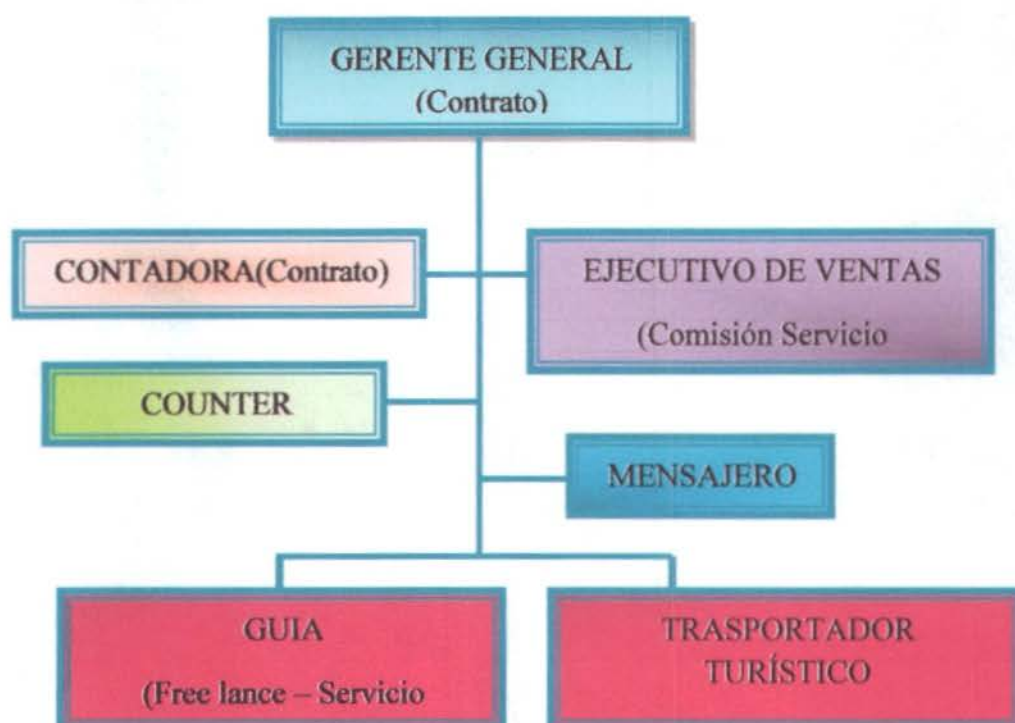 GERENTE GENERAL
(Contrato)
CONTADORA(Contrato)
EJECUTIVO DE VENTAS
(Comisión Servicio
COUNTER
MENSAJERO
GUIA
(Free lance – Servicio
TRASPORTADOR
TURÍSTICO